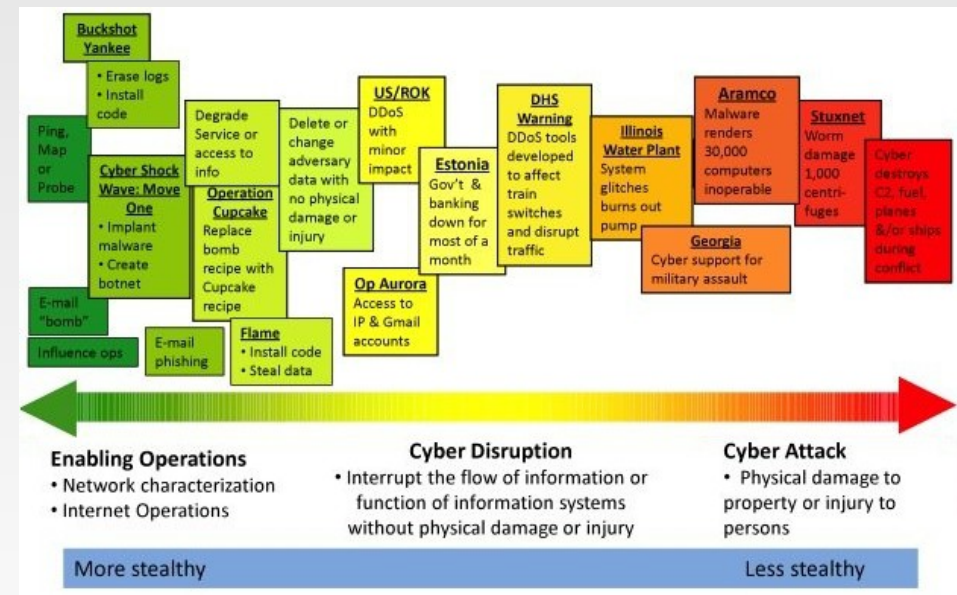 Buckshot
Yankee
• Erase logs
• Install
code
Ping,
Map
or
Probe
Cyber Shock
Wave: Move
One
• Implant
malware
• Create
botnet
E-mail
"bomb"
Influence ops
E-mail
phishing
Degrade
Service or
access to
info
Operation
Cupcake
Replace
bomb
recipe with
Cupcake
recipe
Flame
• Install code
• Steal data
Delete or
change
adversary
data with
no physical
damage or
injury
US/ROK
DDoS
with
minor
impact
Op Aurora
Access to
IP & Gmail
accounts
Estonia
Gov't &
banking
down for
most of a
month
DHS
Warning
DDoS tools
developed
to affect
train
switches
and disrupt
traffic
Illinois
Water Plant
System
glitches
burns out
pump
Georgia
Cyber support for
military assault
Aramco
Malware
renders
30,000
computers
inoperable
Stuxnet
Worm
damage
1,000
centri-
fuges
Cyber
destroys
C2, fuel,
planes
&/or ships
during
conflict
Enabling Operations
• Network characterization
• Internet Operations
Cyber Disruption
• Interrupt the flow of information or
function of information systems
without physical damage or injury
Cyber Attack
• Physical damage to
property or injury to
persons
More stealthy
Less stealthy